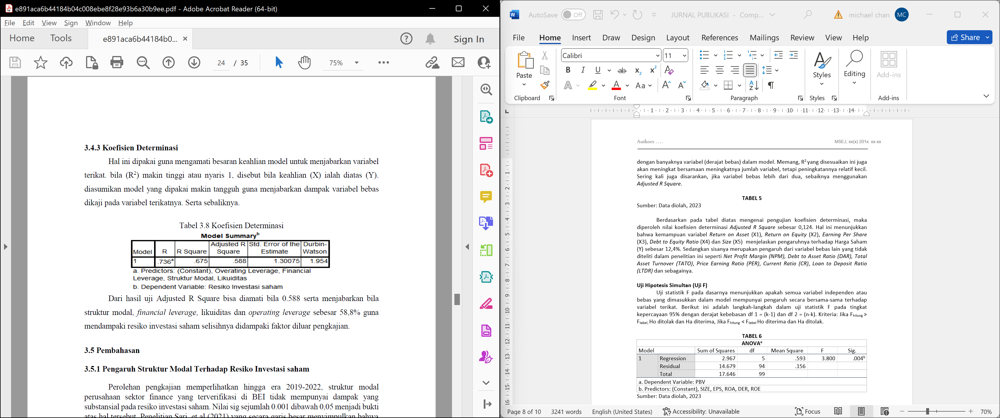 e891aca6b44184b04c008ebe8f28e93b6a30b9ee.pdf - Adobe Acrobat Reader (64-bit)
File Edit View Sign Window Help
Home Tools e891aca6b44184b0... × Sign In
24 / 35 75%
3.4.3 Koefisien Determinasi
Hal ini dipakai guna mengamati besaran keahlian model untuk menjabarkan variabel
terikat. bila (R²) makin tinggi atau nyaris 1, disebut bila keahlian (X) ialah diatas (Y).
diasumikan model yang dipakai makin tangguh guna menjabarkan dampak variabel bebas
dikaji pada variabel terikatnya. Serta sebaliknya.
Tabel 3.8 Koefisien Determinasi
Model Summaryᵇ
Model R R Square Adjusted R Square Std. Error of the Estimate Durbin-Watson
1 .736ᵃ .675 .588 1.30075 1.954
a. Predictors: (Constant), Overating Leverage, Financial
Leverage, Struktur Modal, Likuiditas
b. Dependent Variable: Resiko Investasi saham
Dari hasil uji Adjusted R Square bisa diamati bila 0.588 serta menjabarkan bila
struktur modal, financial leverage, likuiditas dan operating leverage sebesar 58,8% guna
mendampaki resiko investasi saham selisihnya didampaki faktor diluar pengkajian.
3.5 Pembahasan
3.5.1 Pengaruh Struktur Modal Terhadap Resiko Investasi saham
Perolehan pengkajian memperlihatkan hingga era 2019-2022, struktur modal
perusahaan sektor finance yang terverifikasi di BEI tidak mempunyai dampak yang
substansial pada resiko investasi saham. Nilai sig sejumlah 0.001 dibawah 0,05 menjadi bukti
atas hal tersebut. Penelitian Sari, et al (2021) yang secara garis besar menyimpulkan bahwa
AutoSave Off JURNAL PUBLIKASI - Comp... michael chan MC
File Home Insert Draw Design Layout References Mailings Review View Help Share
Paste Calibri 11 Styles Editing Add-ins
Clipboard Font Paragraph Styles Add-ins
1 2 3 4 5 6 7 8 9 10 11 12 13 14
Authors .... MSEJ, xx(x) 201x: xx-xx
dengan banyaknya variabel (derajat bebas) dalam model. Memang, R² yang disesuaikan ini juga
akan meningkat bersamaan meningkatnya jumlah variabel, tetapi peningkatannya relatif kecil.
Sering kali juga disarankan, jika variabel bebas lebih dari dua, sebaiknya menggunakan
Adjusted R Square.
TABEL 5
Sumber: Data diolah, 2023
Berdasarkan pada tabel diatas mengenai pengujian koefisien determinasi, maka
diperoleh nilai koefisien determinasi Adjusted R Square sebesar 0,124. Hal ini menunjukkan
bahwa kemampuan variabel Return on Asset (X1), Return on Equity (X2), Earning Per Share
(X3), Debt to Equity Ratio (X4) dan Size (X5) menjelaskan pengaruhnya terhadap Harga Saham
(Y) sebesar 12,4%. Sedangkan sisanya merupakan pengaruh dari variabel bebas lain yang tidak
diteliti dalam penelitian ini seperti Net Profit Margin (NPM), Debt to Asset Ratio (DAR), Total
Asset Turnover (TATO), Price Earning Ratio (PER), Current Ratio (CR), Loan to Deposit Ratio
(LTDR) dan sebagainya.
Uji Hipotesis Simultan (Uji F)
Uji statistik F pada dasarnya menunjukkan apakah semua variabel independen atau
bebas yang dimasukkan dalam model mempunyai pengaruh secara bersama-sama terhadap
variabel terikat. Berikut ini adalah langkah-langkah dalam uji statistik F pada tingkat
kepercayaan 95% dengan derajat kebebasan df 1 = (k-1) dan df 2 = (n-k). Kriteria: Jika Fhitung >
Ftabel, Ho ditolak dan Ha diterima, Jika Fhitung < Ftabel Ho diterima dan Ha ditolak.
TABEL 6
ANOVAᵃ
Model Sum of Squares df Mean Square F Sig.
1 Regression 2.967 5 .593 3.800 .004ᵇ
Residual 14.679 94 .156
Total 17.646 99
a. Dependent Variable: PBV
b. Predictors: (Constant), SIZE, EPS, ROA, DER, ROE
Sumber: Data diolah, 2023
Page 8 of 10 3241 words English (United States) Accessibility: Unavailable Focus 70%